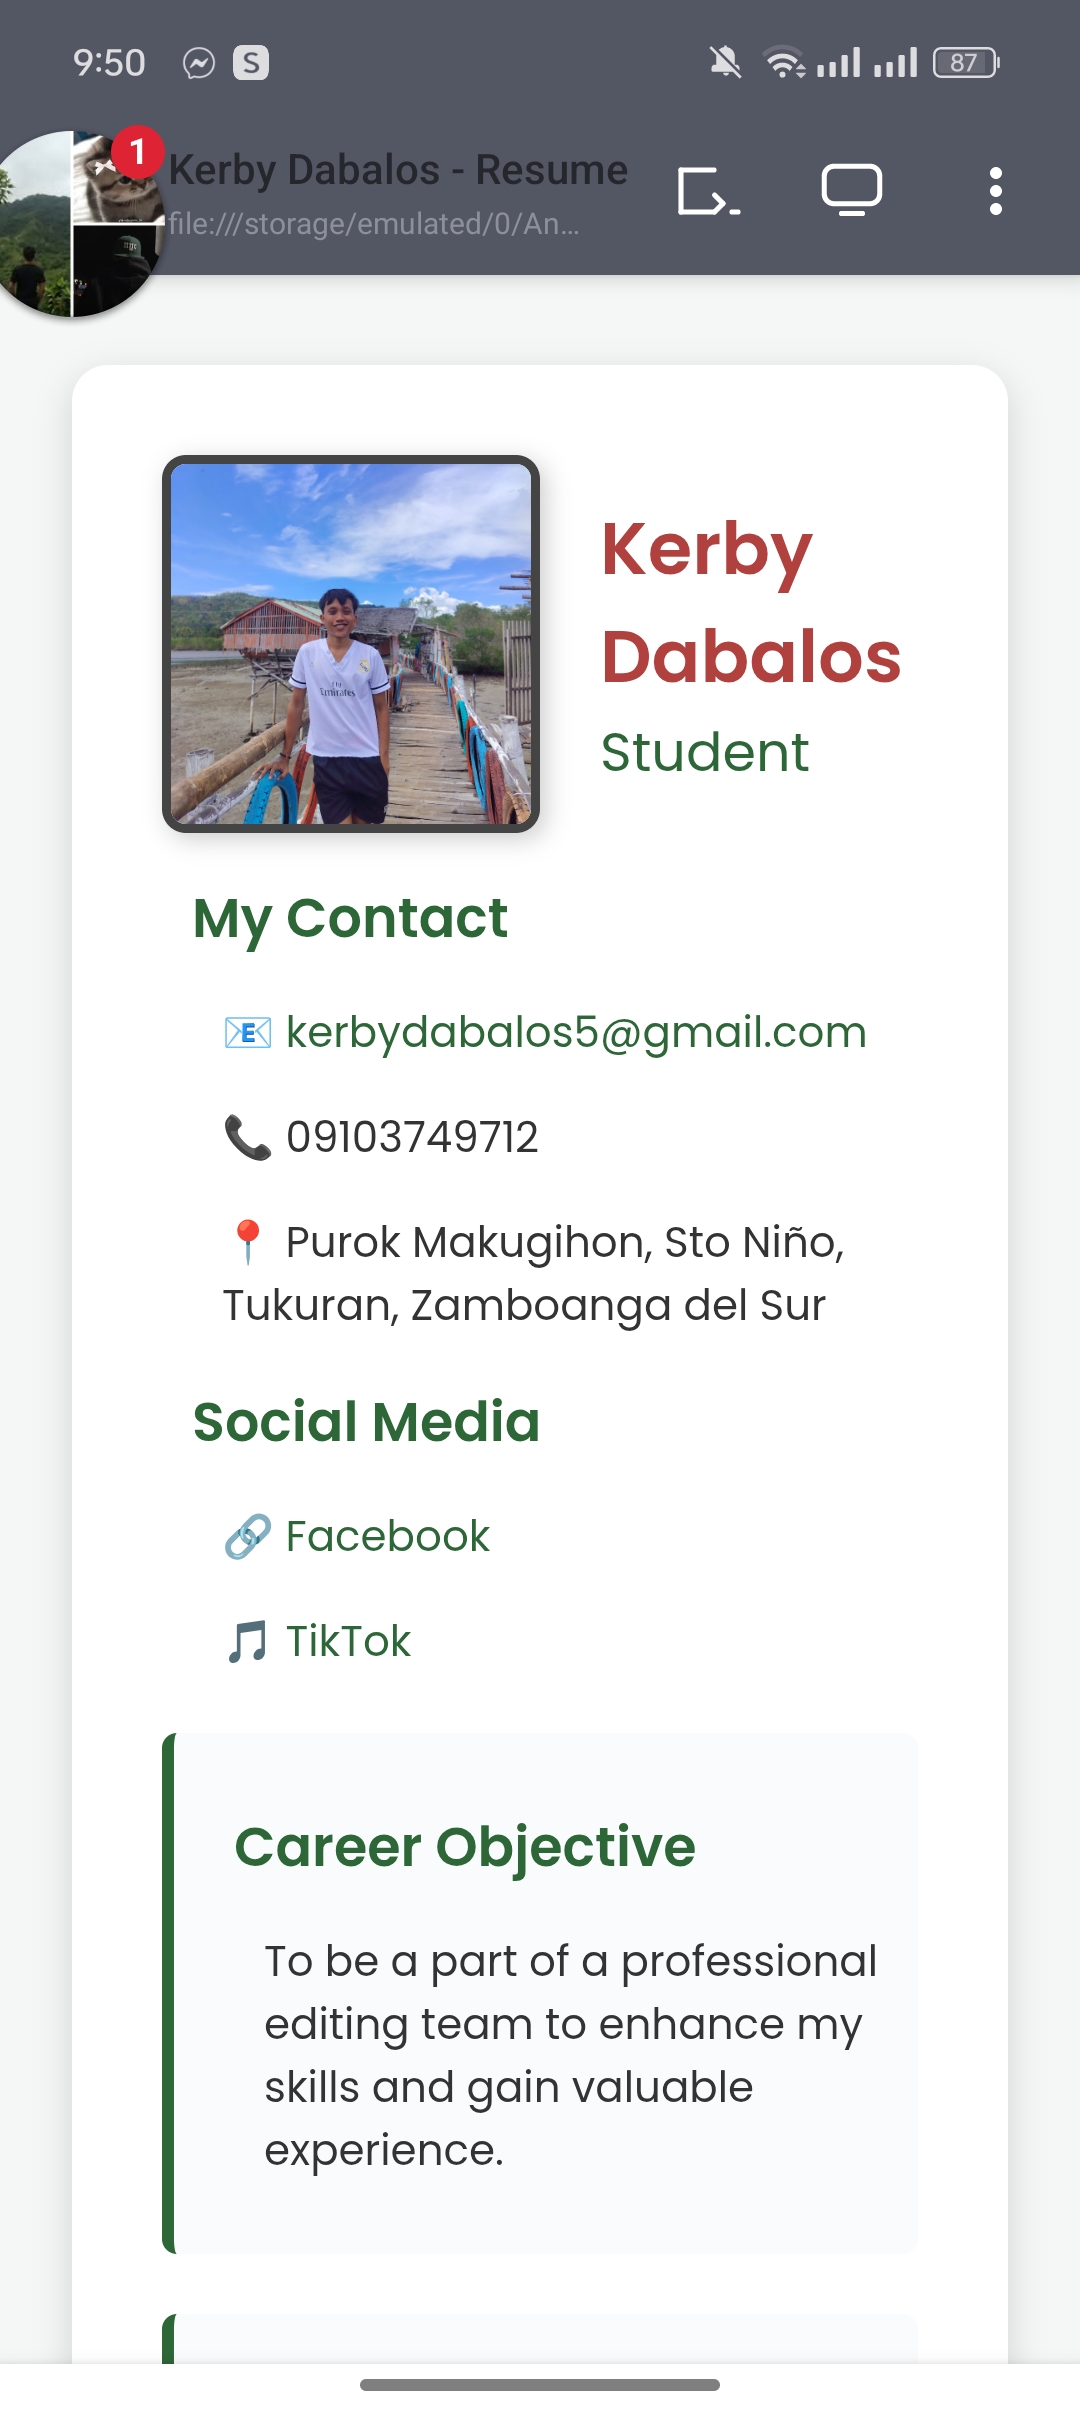 9:50
S
87
1
Kerby Dabalos - Resume
file:///storage/emulated/0/An...
Kerby
Dabalos
Student
Fly
Emirates
My Contact
📧 kerbydabalos5@gmail.com
📞 09103749712
📍 Purok Makugihon, Sto Niño,
Tukuran, Zamboanga del Sur
Social Media
🔗 Facebook
🎵 TikTok
Career Objective
To be a part of a professional
editing team to enhance my
skills and gain valuable
experience.